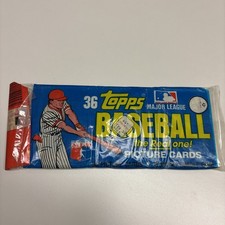 36 TOPPS
MAJOR LEAGUE
BASEBALL
the Real one!
PICTURE CARDS